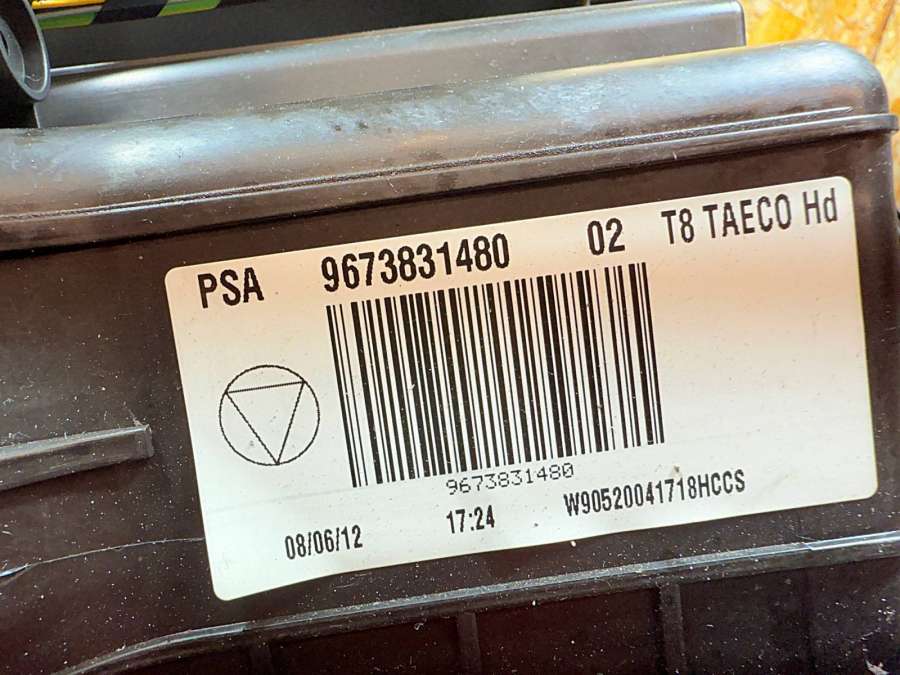 PSA 9673831480 02 T8 TAECO Hd
9673831480
08/06/12 17:24 W90520041718HCCS